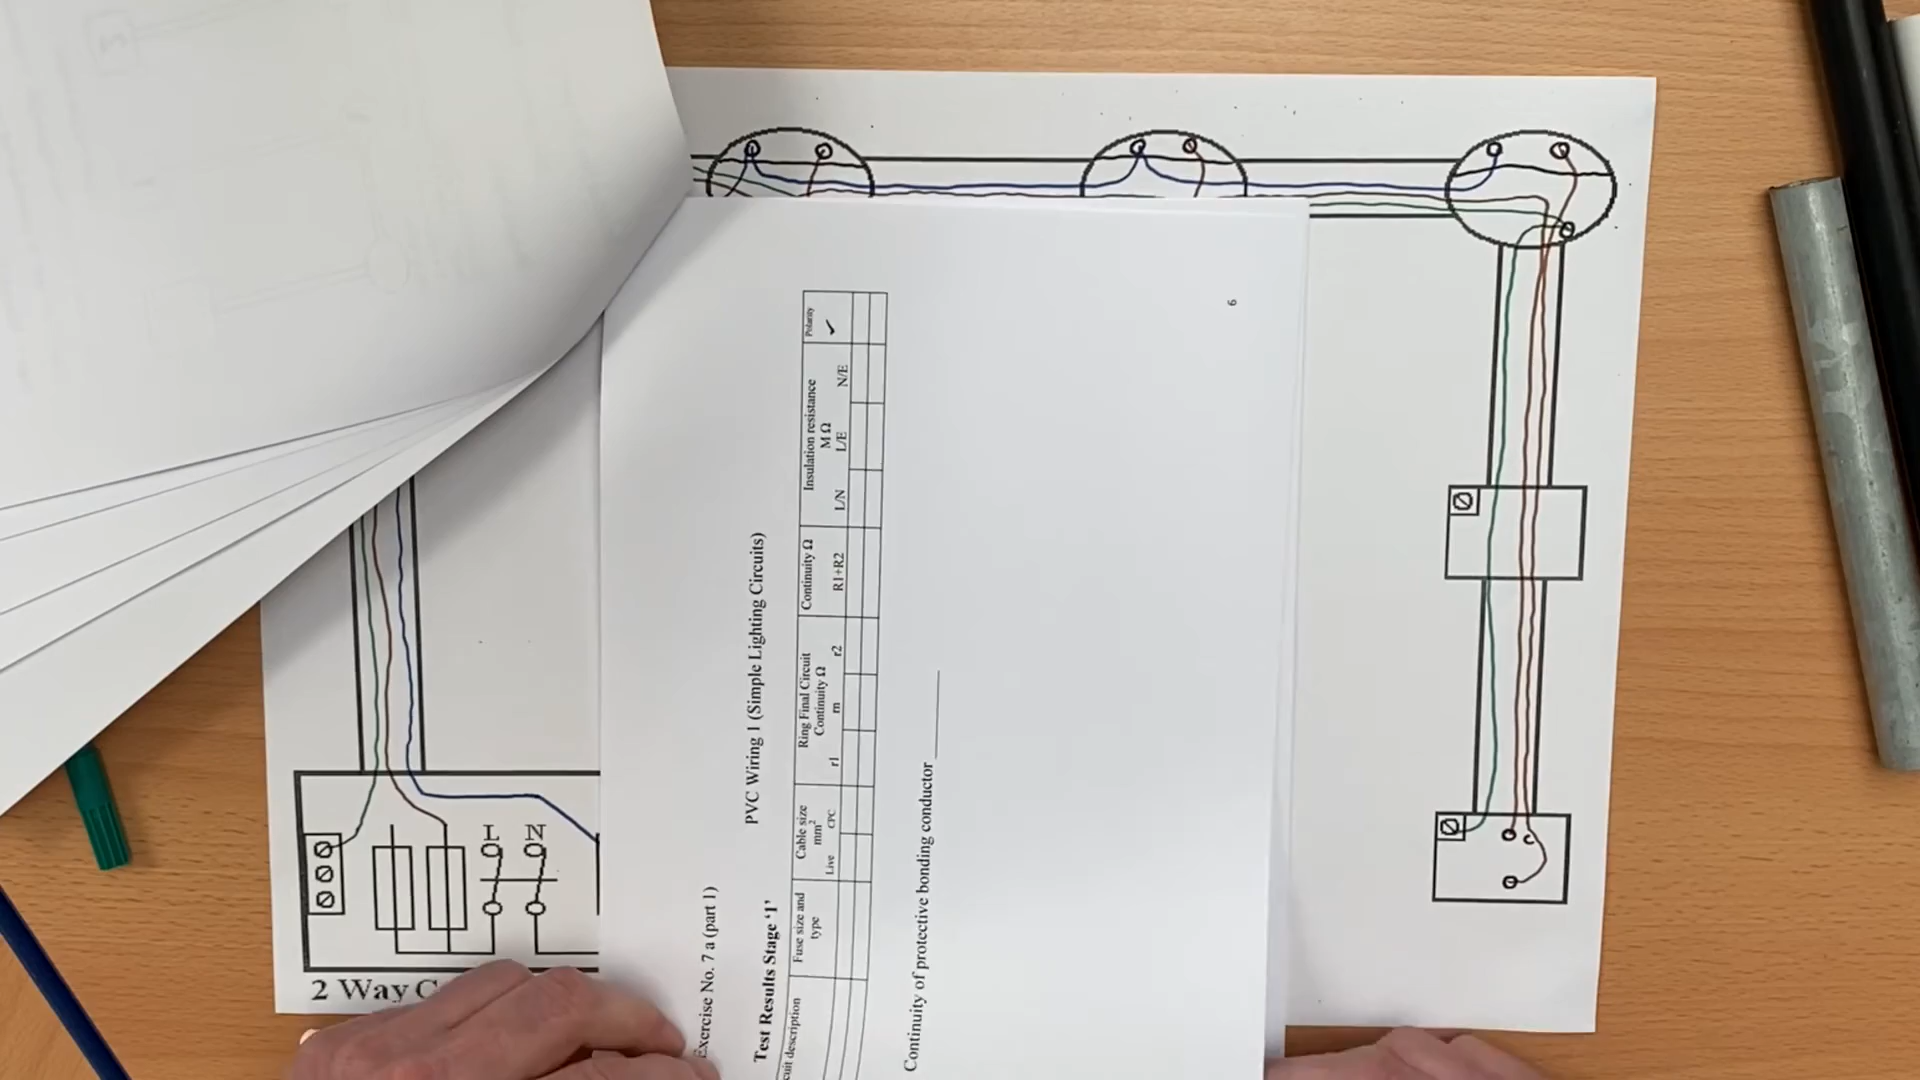 Exercise No. 7 a (part 1)
PVC Wiring 1 (Simple Lighting Circuits)
Test Results Stage ‘1’
description Fuse size and type Cable size mm² Ring Final Circuit Continuity Ω Continuity Ω Insulation resistance M Ω Polarity
Live CPC r1 rn r2 R1+R2 L/N L/E N/E ✓
Continuity of protective bonding conductor ________
6
L N
2 Way